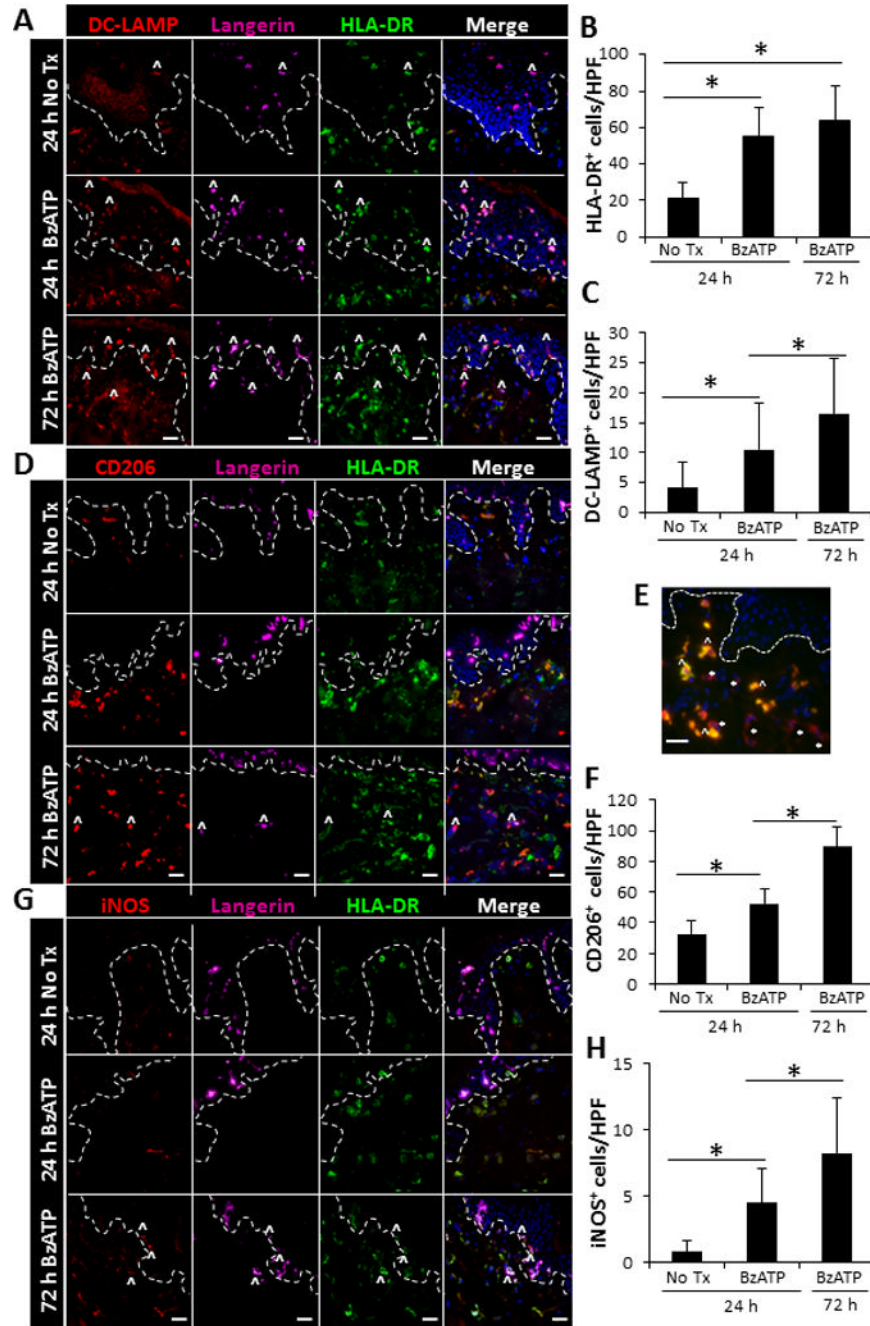 A
DC-LAMP Langerin HLA-DR Merge
24 h No Tx
24 h BzATP
72 h BzATP
B
HLA-DR+ cells/HPF
100
80
60
40
20
0
* *
No Tx BzATP BzATP
24 h 72 h
C
DC-LAMP+ cells/HPF
30
25
20
15
10
5
0
* *
No Tx BzATP BzATP
24 h 72 h
D
CD206 Langerin HLA-DR Merge
24 h No Tx
24 h BzATP
72 h BzATP
E
F
CD206+ cells/HPF
120
100
80
60
40
20
0
* *
No Tx BzATP BzATP
24 h 72 h
G
iNOS Langerin HLA-DR Merge
24 h No Tx
24 h BzATP
72 h BzATP
H
iNOS+ cells/HPF
15
10
5
0
* *
No Tx BzATP BzATP
24 h 72 h